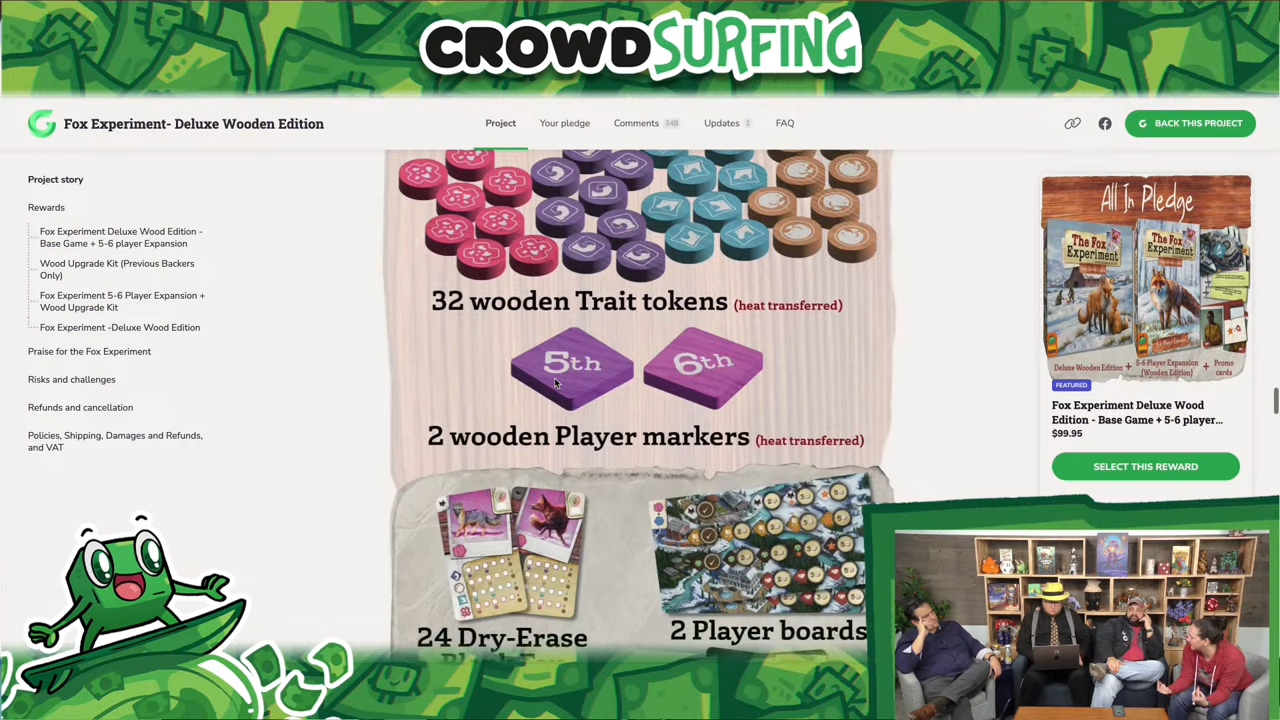 CROWDSURFING
Fox Experiment- Deluxe Wooden Edition
Project
Your pledge
Comments 348
Updates 1
FAQ
BACK THIS PROJECT
Project story
Rewards
Fox Experiment Deluxe Wood Edition -
Base Game + 5-6 player Expansion
Wood Upgrade Kit (Previous Backers
Only)
Fox Experiment 5-6 Player Expansion +
Wood Upgrade Kit
Fox Experiment -Deluxe Wood Edition
Praise for the Fox Experiment
Risks and challenges
Refunds and cancellation
Policies, Shipping, Damages and Refunds,
and VAT
32 wooden Trait tokens (heat transferred)
5th
6th
2 wooden Player markers (heat transferred)
24 Dry-Erase
2 Player boards
All In Pledge
The Fox
Experiment
The Fox
Experiment
Deluxe Wooden Edition + 5-6 Player Expansion
(Wooden Edition) + Promo
cards
FEATURED
Fox Experiment Deluxe Wood
Edition - Base Game + 5-6 player...
$99.95
SELECT THIS REWARD